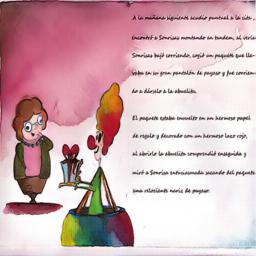 A la mañana siguiente acudió puntual a la cita,
encontró a Sonrisas montando en tandem, al verla
Sonrisas bajó corriendo, cogió un paquete que lle-
vaba en su gran pantalón de payaso y fue corrien-
do a dárselo a la abuelita.
El paquete estaba envuelto en un hermoso papel
de regalo y decorado con un hermoso lazo rojo,
al abrirlo la abuelita comprendió enseguida y
miró a Sonrisa entusiasmada sacando del paquete
una reluciente nariz de payaso.